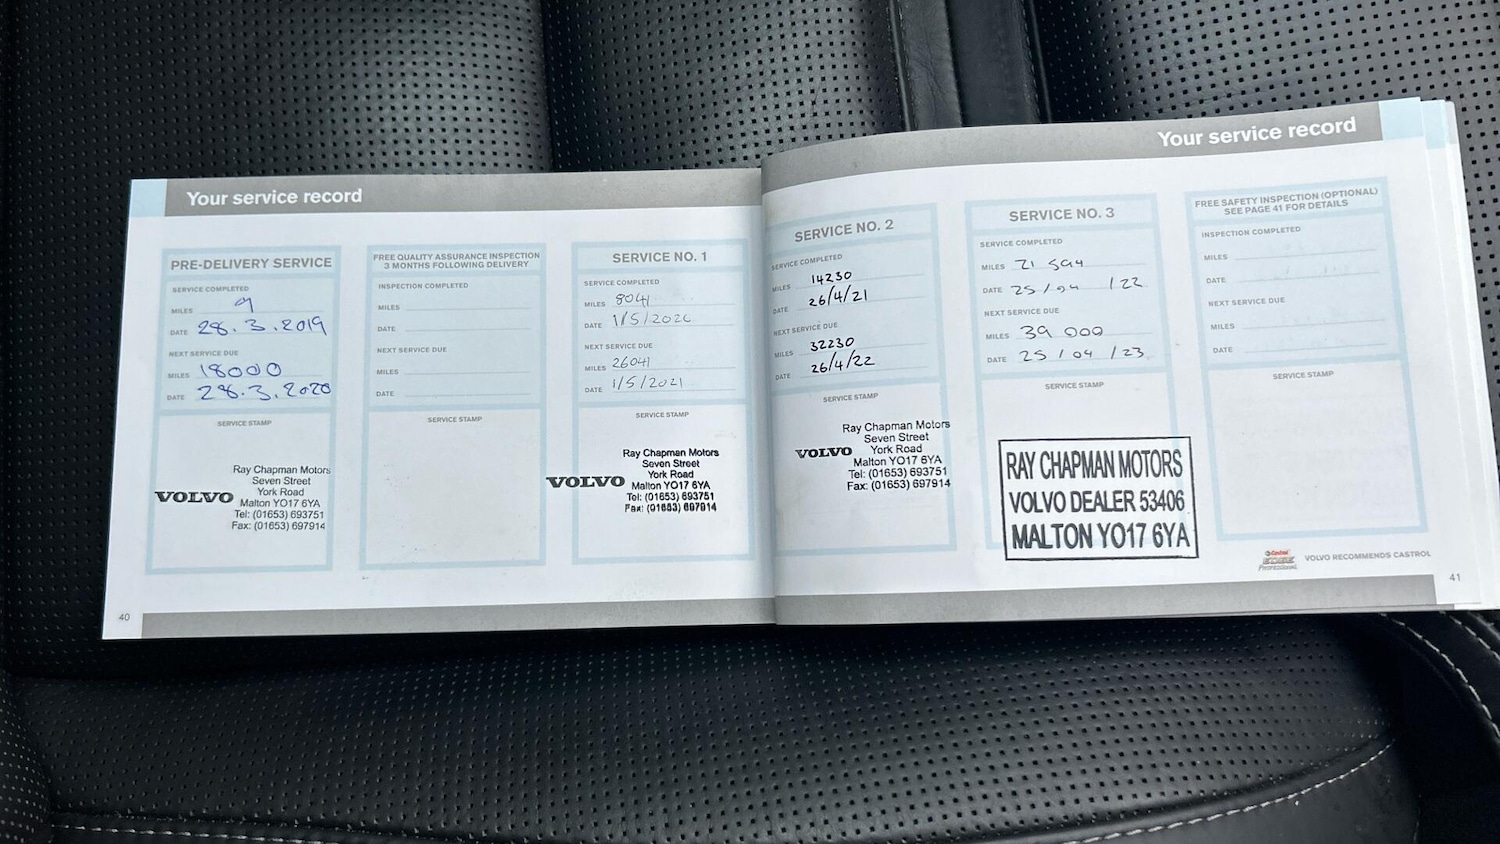 Your service record
PRE-DELIVERY SERVICE
SERVICE COMPLETED
MILES 9
DATE 28.3.2019
NEXT SERVICE DUE
MILES 18000
DATE 28.3.2020
SERVICE STAMP
VOLVO
Ray Chapman Motors
Seven Street
York Road
Malton YO17 6YA
Tel: (01653) 693751
Fax: (01653) 697914
FREE QUALITY ASSURANCE INSPECTION
3 MONTHS FOLLOWING DELIVERY
INSPECTION COMPLETED
MILES
DATE
NEXT SERVICE DUE
MILES
DATE
SERVICE STAMP
SERVICE NO. 1
SERVICE COMPLETED
MILES 8041
DATE 1/5/2020
NEXT SERVICE DUE
MILES 26041
DATE 1/5/2021
SERVICE STAMP
VOLVO
Ray Chapman Motors
Seven Street
York Road
Malton YO17 6YA
Tel: (01653) 693751
Fax: (01653) 697914
40
Your service record
SERVICE NO. 2
SERVICE COMPLETED
MILES 14230
DATE 26/4/21
NEXT SERVICE DUE
MILES 32230
DATE 26/4/22
SERVICE STAMP
VOLVO
Ray Chapman Motors
Seven Street
York Road
Malton YO17 6YA
Tel: (01653) 693751
Fax: (01653) 697914
SERVICE NO. 3
SERVICE COMPLETED
MILES 21 594
DATE 25/04/22
NEXT SERVICE DUE
MILES 39 000
DATE 25/04/23
SERVICE STAMP
RAY CHAPMAN MOTORS
VOLVO DEALER 53406
MALTON YO17 6YA
FREE SAFETY INSPECTION (OPTIONAL)
SEE PAGE 41 FOR DETAILS
INSPECTION COMPLETED
MILES
DATE
NEXT SERVICE DUE
MILES
DATE
SERVICE STAMP
Castrol
EDGE
Professional
VOLVO RECOMMENDS CASTROL
41